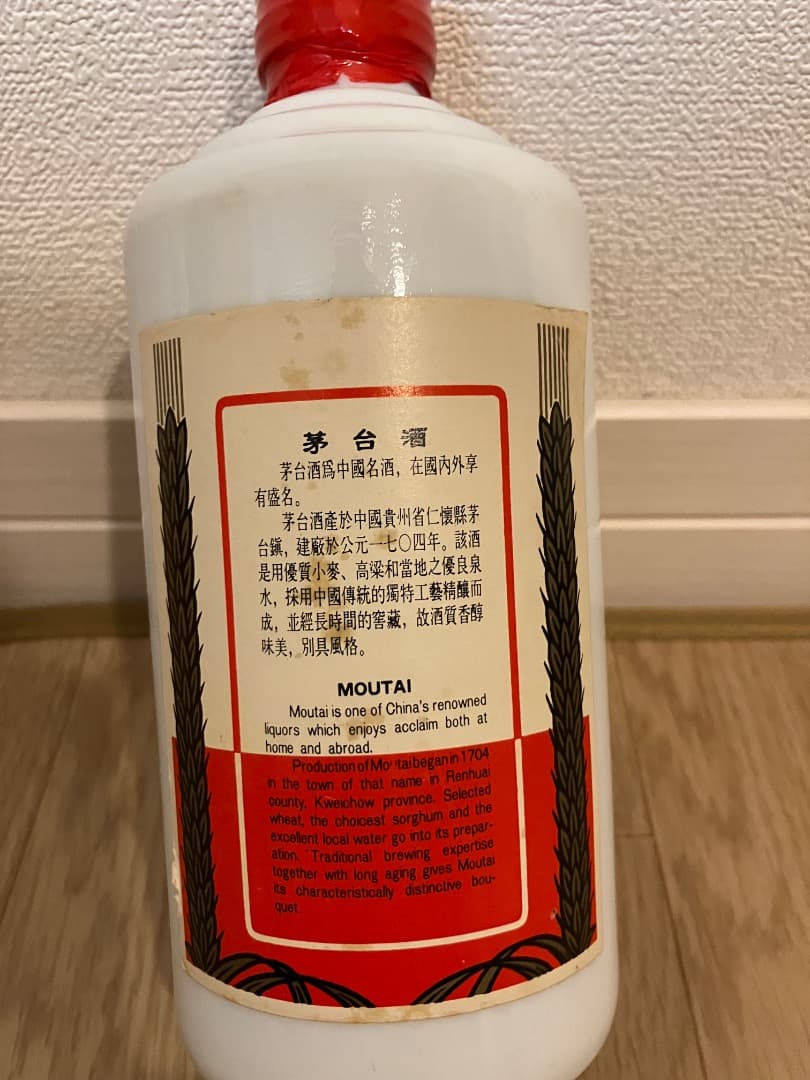 茅台酒
茅台酒爲中國名酒，在國內外享
有盛名。
茅台酒產於中國貴州省仁懷縣茅
台鎭，建廠於公元一七〇四年。該酒
是用優質小麥、高梁和當地之優良泉
水，採用中國傳統的獨特工藝精釀而
成，並經長時間的窖藏，故酒質香醇
味美，別具風格。
MOUTAI
Moutai is one of China's renowned
liquors which enjoys acclaim both at
home and abroad.
Production of Moutai began in 1704
in the town of that name in Renhuai
county, Kweichow province. Selected
wheat, the choicest sorghum and the
excellent local water go into its prepar-
ation. Traditional brewing expertise
together with long aging gives Moutai
its characteristically distinctive bou-
quet.